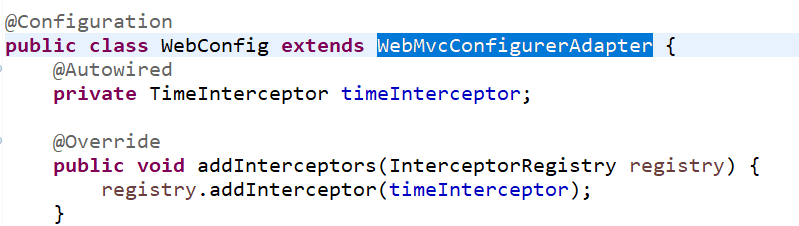 @Configuration
public class WebConfig extends WebMvcConfigurerAdapter {
@Autowired
private TimeInterceptor timeInterceptor;
@Override
public void addInterceptors(InterceptorRegistry registry) {
registry.addInterceptor(timeInterceptor);
}